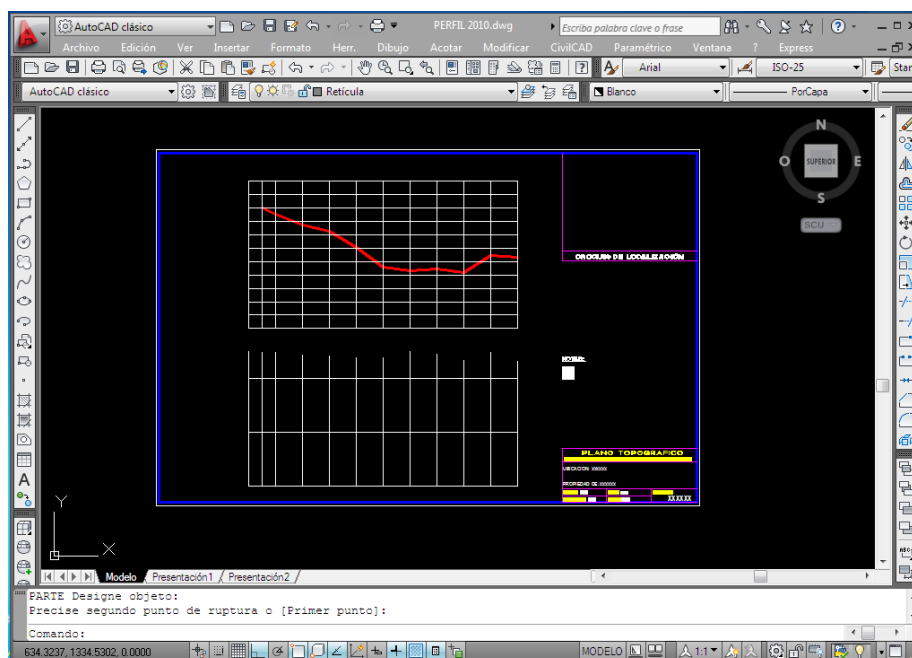 AutoCAD clásico PERFIL 2010.dwg Escriba palabra clave o frase
Archivo Edición Ver Insertar Formato Herr. Dibujo Acotar Modificar CivilCAD Paramétrico Ventana ? Express
Arial ISO-25 Stan
AutoCAD clásico Retícula Blanco PorCapa
N
O SUPERIOR E
S
SCU
CROQUIS DE LOCALIZACIÓN
NOTAS:
PLANO TOPOGRAFICO
UBICACION: XXXXXX
PROPIEDAD DE: XXXXXX
XXXXXX
Y
X
Modelo Presentación1 Presentación2
PARTE Designe objeto:
Precise segundo punto de ruptura o [Primer punto]:
Comando:
634.3237, 1334.5302, 0.0000 MODELO 1:1